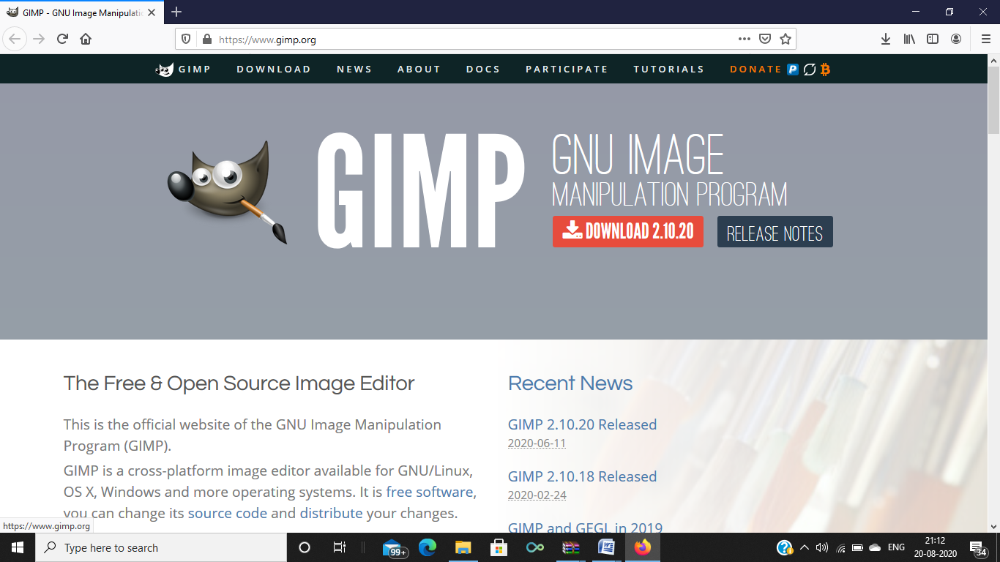 GIMP - GNU Image Manipulatio
https://www.gimp.org
GIMP DOWNLOAD NEWS ABOUT DOCS PARTICIPATE TUTORIALS DONATE
GIMP
GNU IMAGE
MANIPULATION PROGRAM
DOWNLOAD 2.10.20
RELEASE NOTES
The Free & Open Source Image Editor
This is the official website of the GNU Image Manipulation
Program (GIMP).
GIMP is a cross-platform image editor available for GNU/Linux,
OS X, Windows and more operating systems. It is free software,
you can change its source code and distribute your changes.
Recent News
GIMP 2.10.20 Released
2020-06-11
GIMP 2.10.18 Released
2020-02-24
GIMP and GEGL in 2019
https://www.gimp.org
Type here to search
99+
ENG
21:12
20-08-2020
34